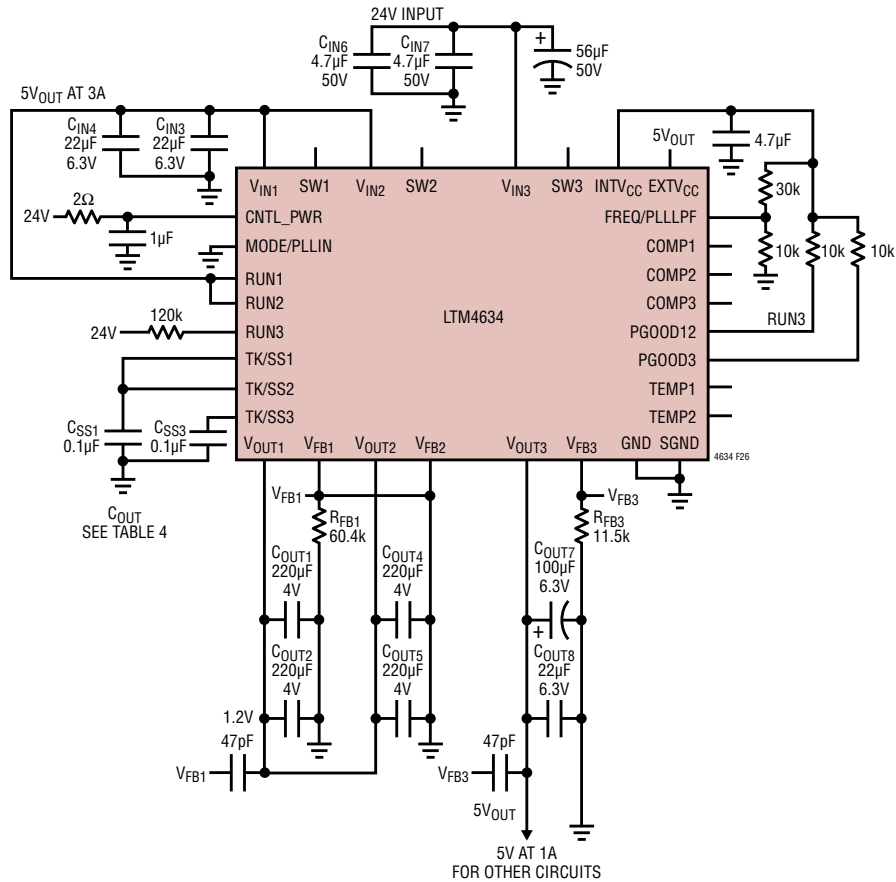 24V INPUT
CIN6
4.7µF
50V
CIN7
4.7µF
50V
+
56µF
50V
5VOUT AT 3A
CIN4
22µF
6.3V
CIN3
22µF
6.3V
5VOUT
4.7µF
30k
10k
10k
10k
VIN1
SW1
VIN2
SW2
VIN3
SW3
INTVCC
EXTVCC
24V
2Ω
1µF
CNTL_PWR
MODE/PLLIN
RUN1
RUN2
24V
120k
RUN3
TK/SS1
TK/SS2
TK/SS3
LTM4634
FREQ/PLLLPF
COMP1
COMP2
COMP3
PGOOD12
RUN3
PGOOD3
TEMP1
TEMP2
CSS1
0.1µF
CSS3
0.1µF
VOUT1
VFB1
VOUT2
VFB2
VOUT3
VFB3
GND
SGND
4634 F26
COUT
SEE TABLE 4
VFB1
RFB1
60.4k
VFB3
RFB3
11.5k
COUT1
220µF
4V
COUT4
220µF
4V
COUT7
100µF
6.3V
+
COUT2
220µF
4V
COUT5
220µF
4V
COUT8
22µF
6.3V
1.2V
47pF
VFB1
47pF
VFB3
5VOUT
5V AT 1A
FOR OTHER CIRCUITS